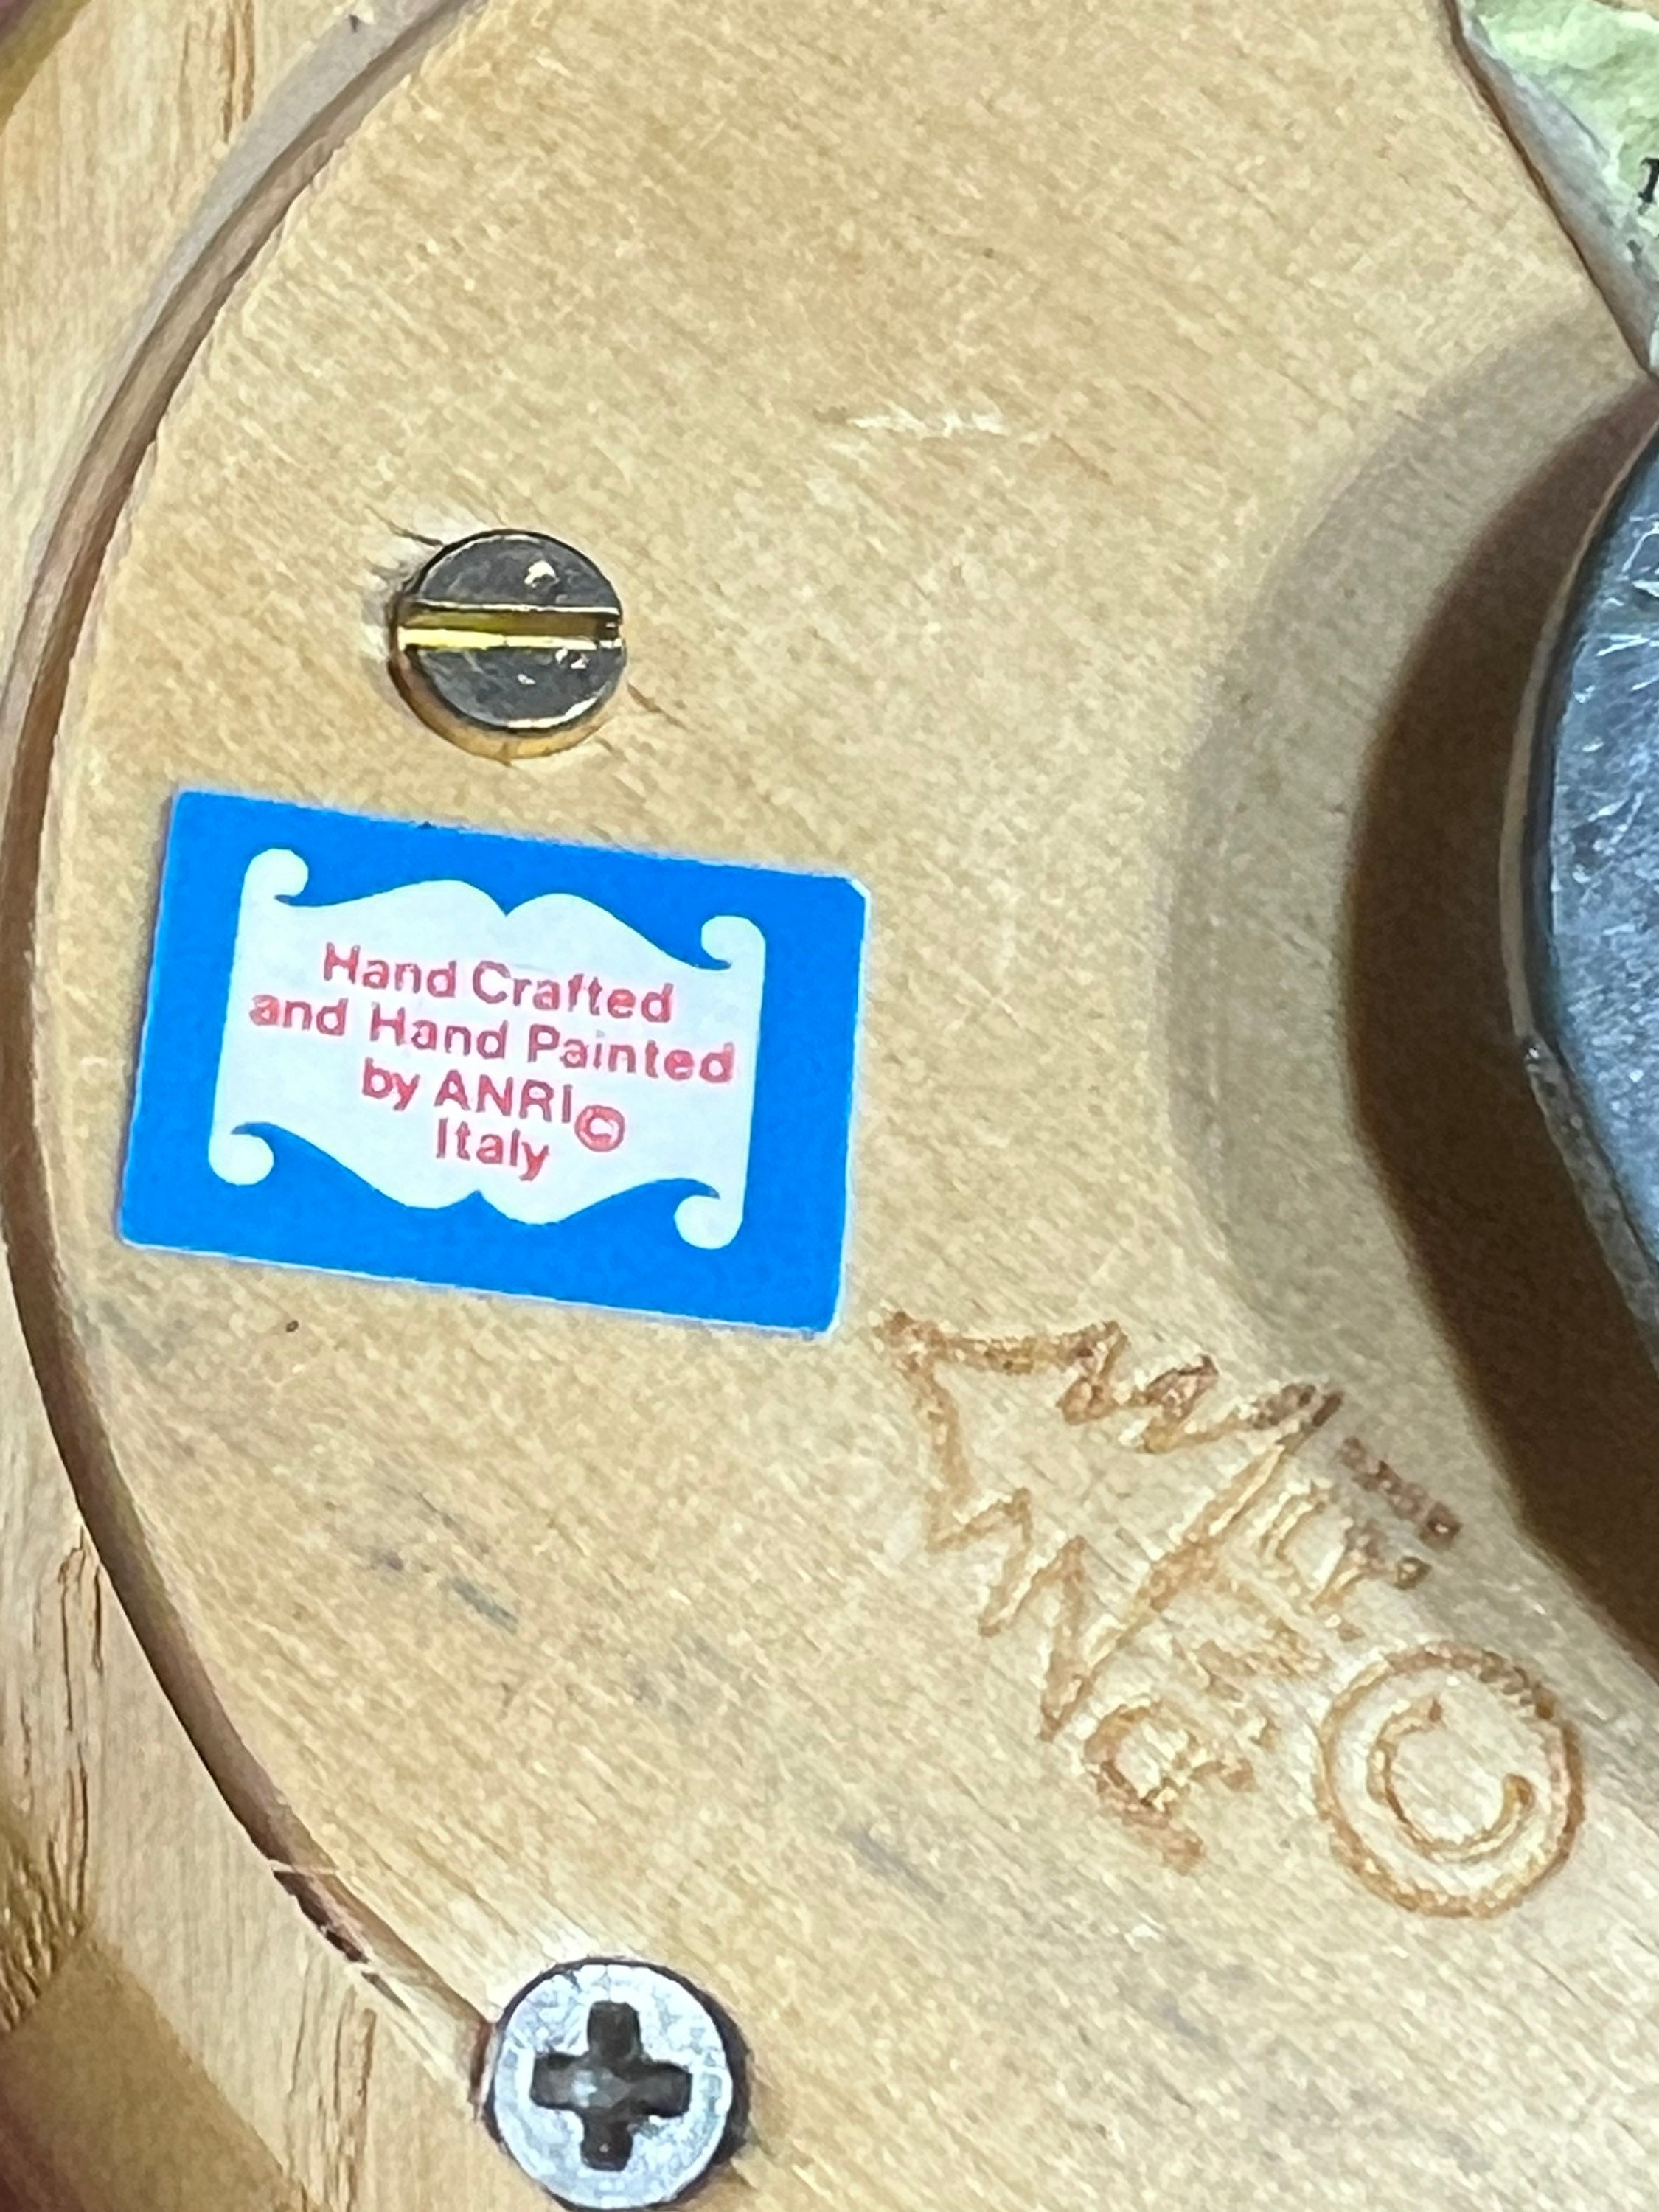 Hand Crafted
and Hand Painted
by ANRI©
Italy
©